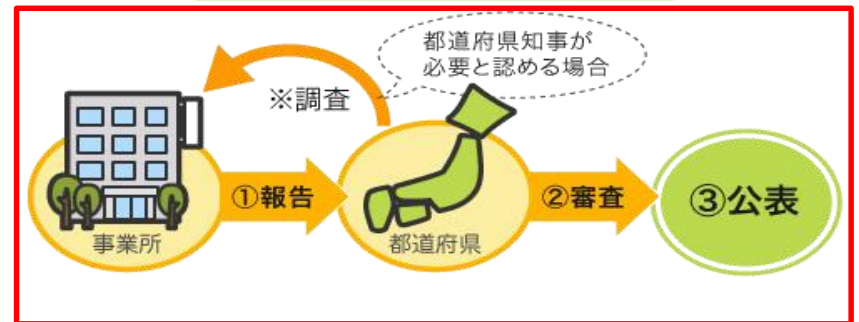 都道府県知事が
必要と認める場合
※調査
①報告
②審査
③公表
事業所
都道府県